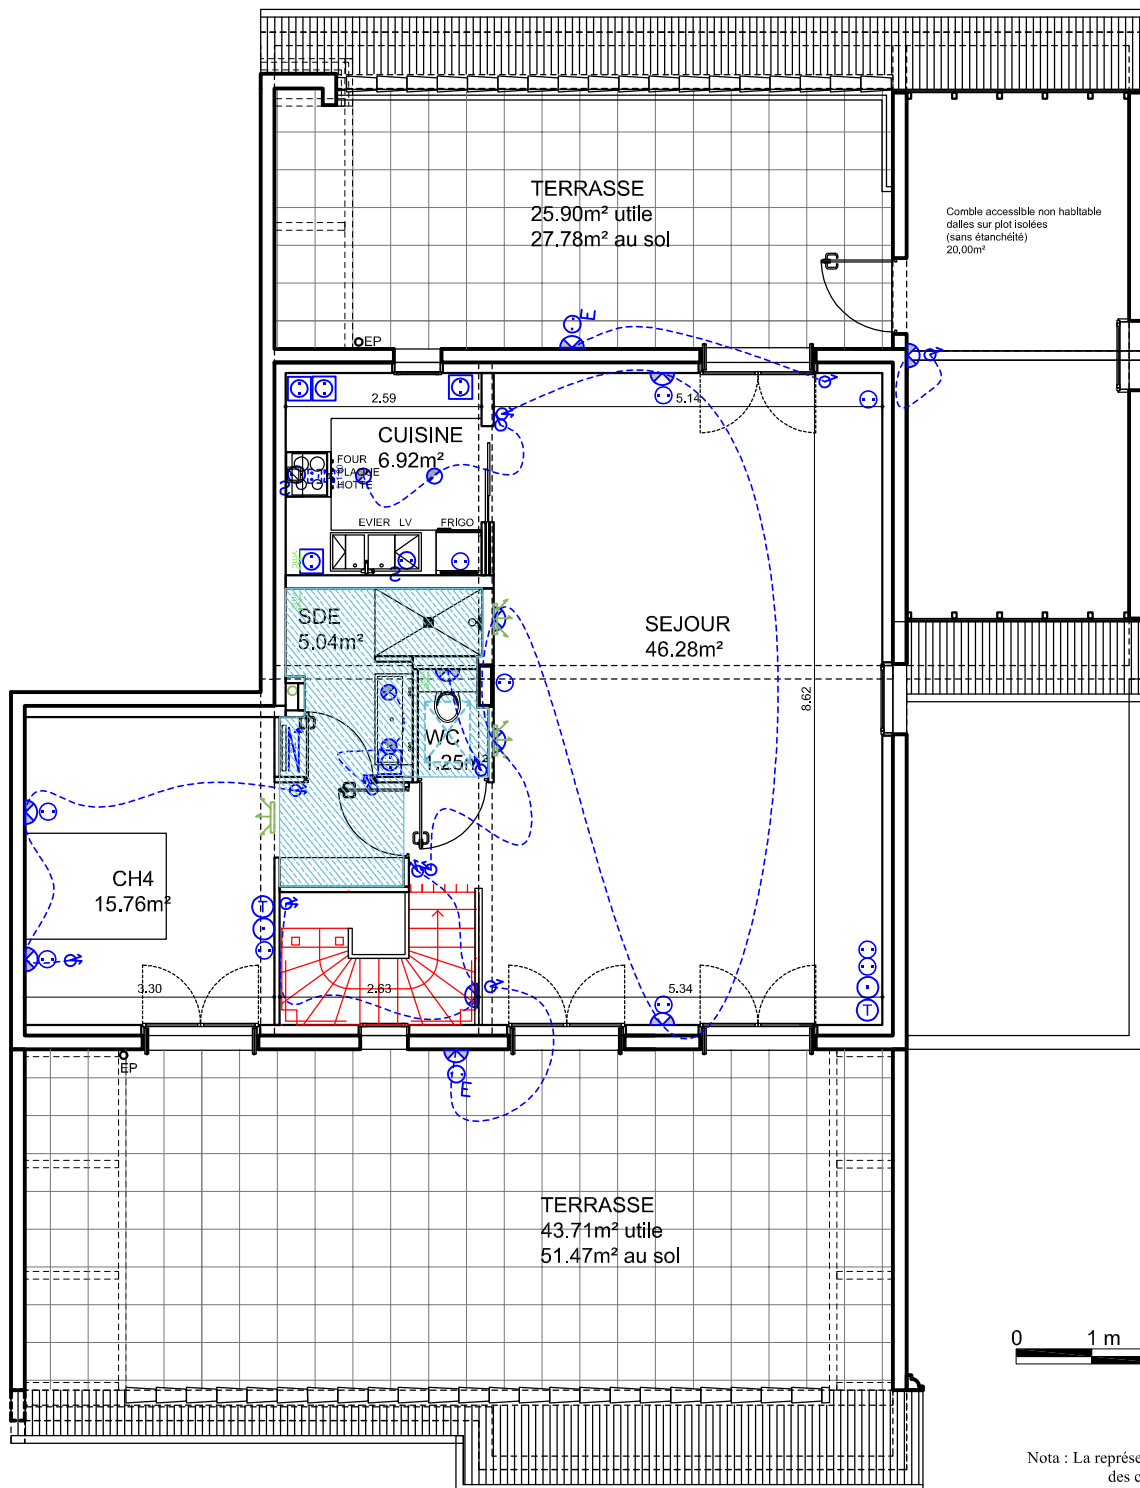 TERRASSE
25.90m² utile
27.78m² au sol
Comble accessible non habitable
dalles sur plot isolées
(sans étanchéité)
20.00m²
E
EP
2.59
5.14
CUISINE
6.92m²
FOUR
PLAQUE
HOTTE
EVIER LV
FRIGO
SDE
5.04m²
SEJOUR
46.28m²
8.62
WC
1.25m²
CH4
15.76m²
T
3.30
2.63
5.34
T
EP
E
TERRASSE
43.71m² utile
51.47m² au sol
0 1 m
Nota : La représe
des c